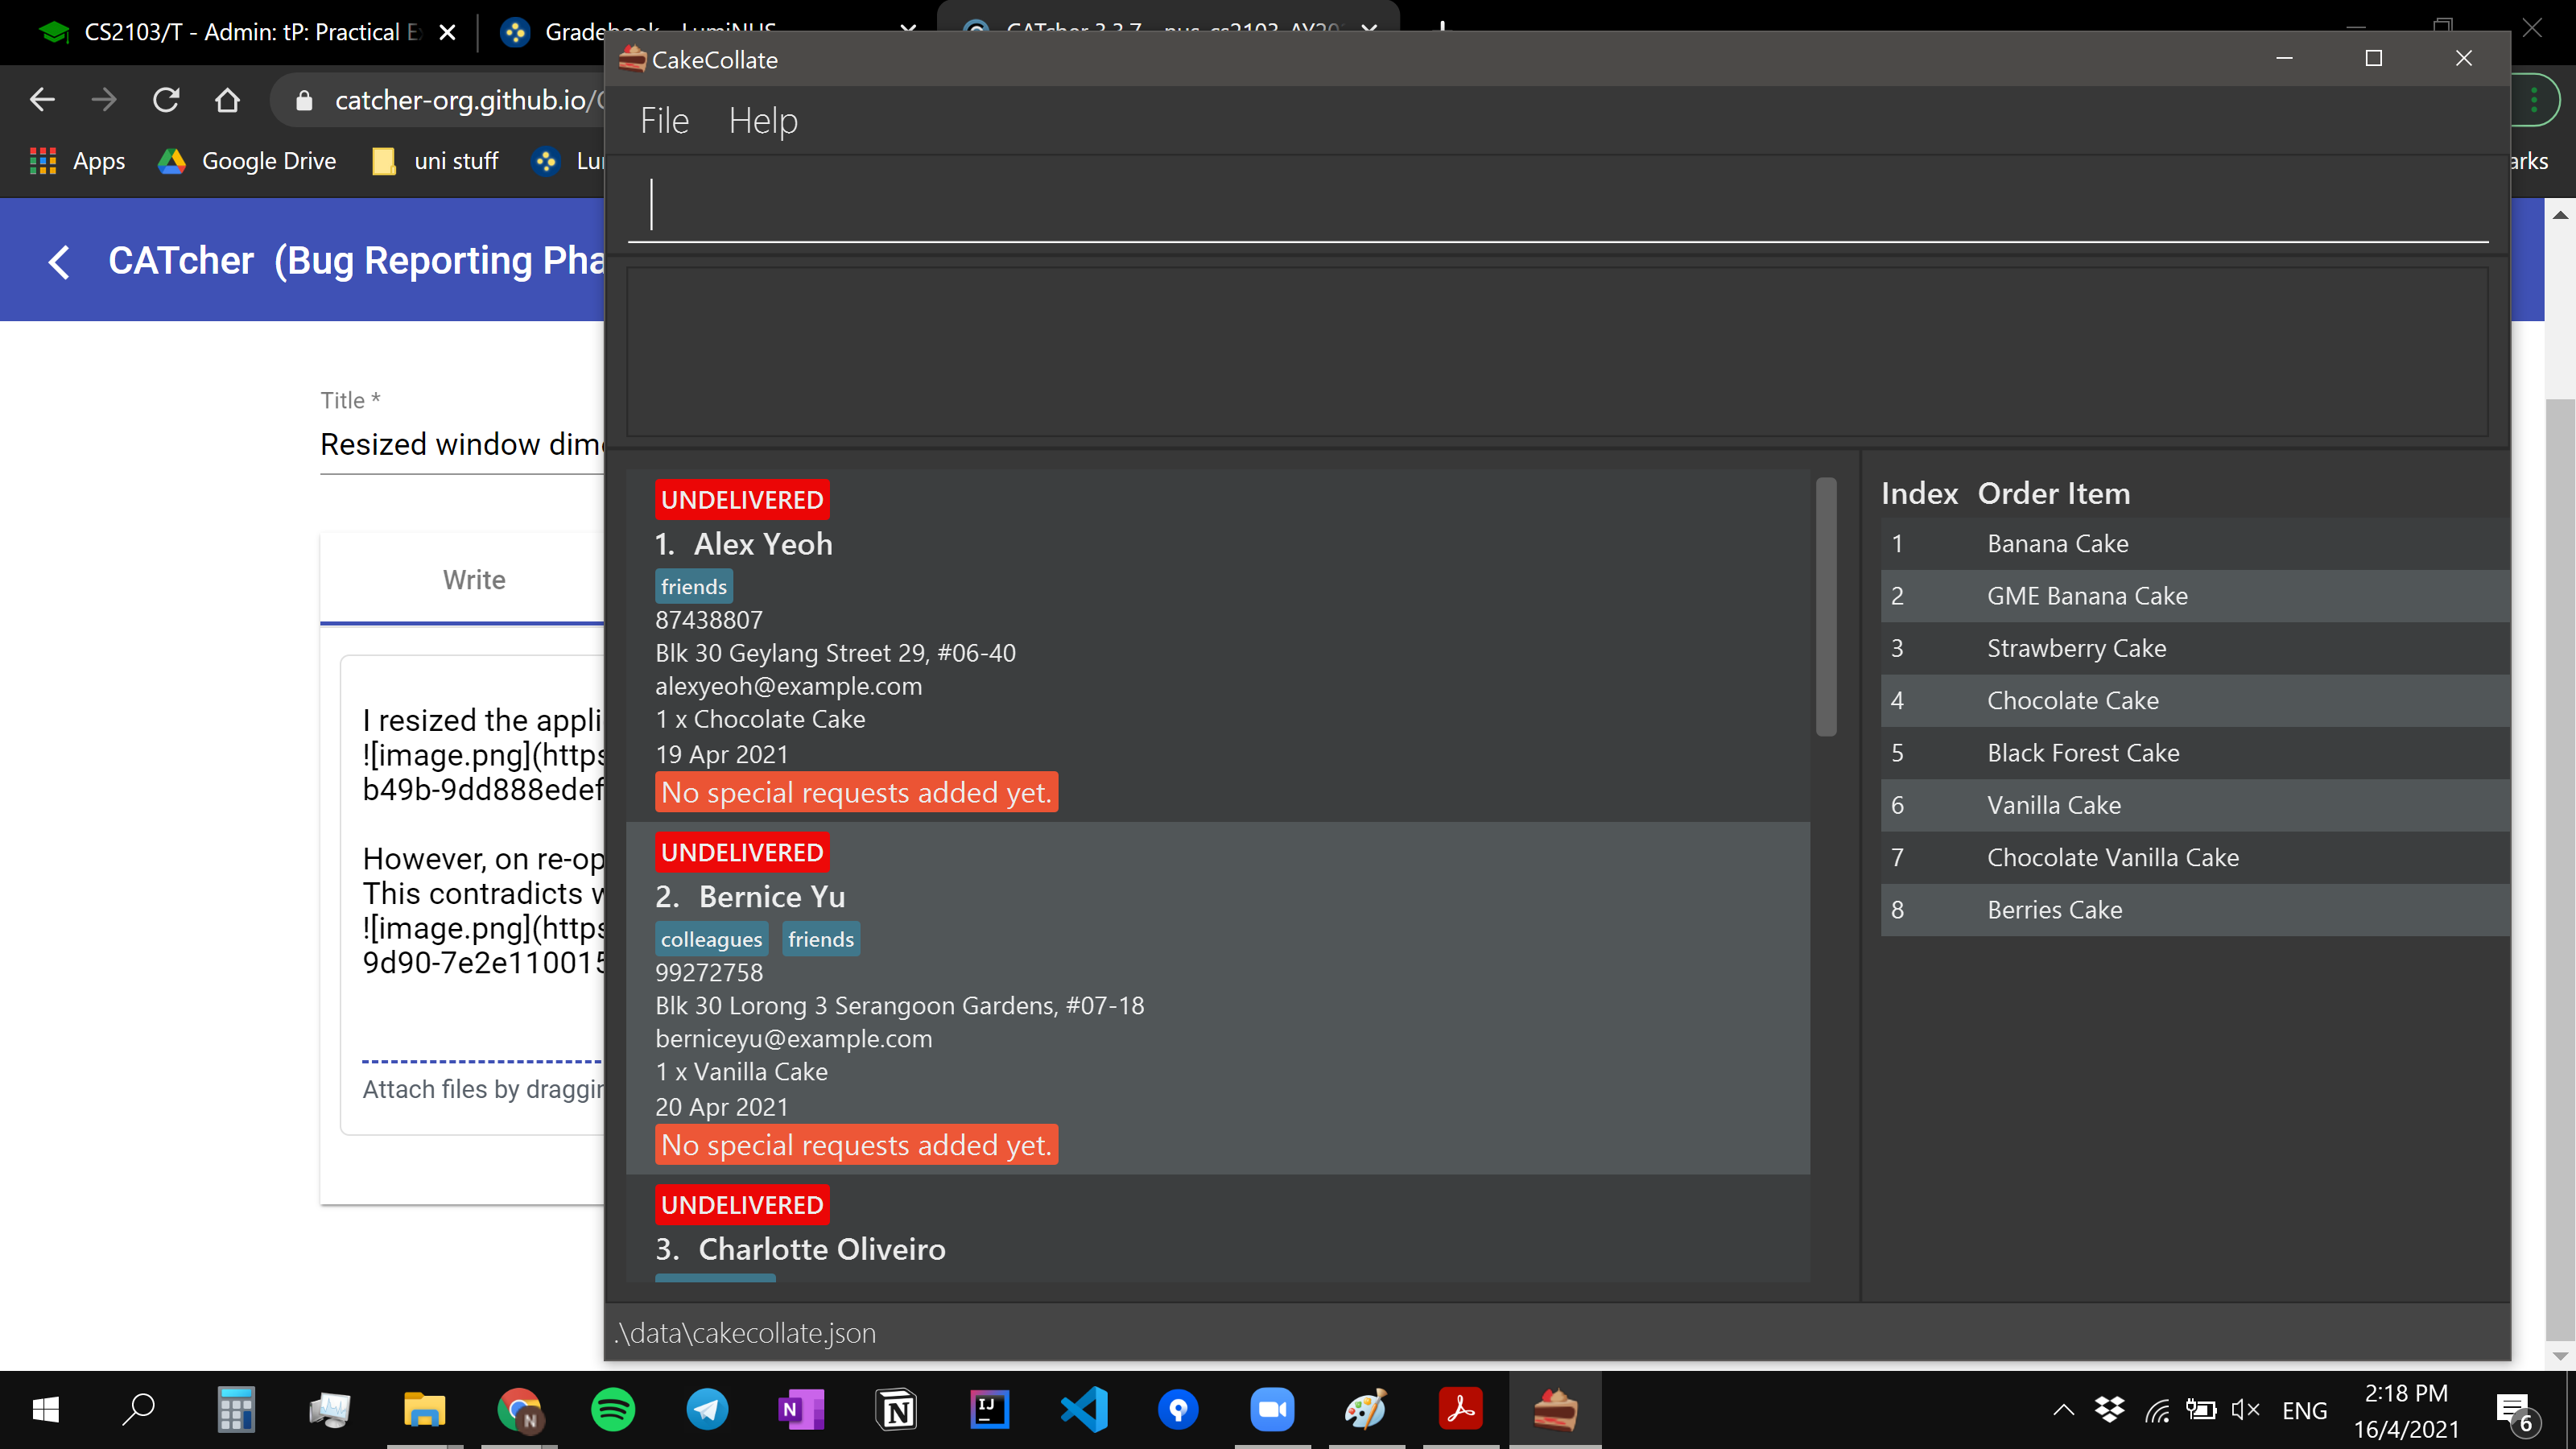 CS2103/T - Admin: tP: Practical Ex
Gradebook - LumiNUS
CATcher 3.3.7 - nus-cs2103-AY20
CakeCollate
catcher-org.github.io/C
File Help
Apps
Google Drive
uni stuff
Lu
arks
CATcher (Bug Reporting Pha
Title *
Resized window dim
Write
I resized the appli
![image.png](https
b49b-9dd888edef
However, on re-op
This contradicts w
![image.png](https
9d90-7e2e110015
Attach files by draggin
UNDELIVERED
1. Alex Yeoh
friends
87438807
Blk 30 Geylang Street 29, #06-40
alexyeoh@example.com
1 x Chocolate Cake
19 Apr 2021
No special requests added yet.
UNDELIVERED
2. Bernice Yu
colleagues friends
99272758
Blk 30 Lorong 3 Serangoon Gardens, #07-18
berniceyu@example.com
1 x Vanilla Cake
20 Apr 2021
No special requests added yet.
UNDELIVERED
3. Charlotte Oliveiro
Index Order Item
1 Banana Cake
2 GME Banana Cake
3 Strawberry Cake
4 Chocolate Cake
5 Black Forest Cake
6 Vanilla Cake
7 Chocolate Vanilla Cake
8 Berries Cake
.\data\cakecollate.json
ENG
2:18 PM
16/4/2021
6